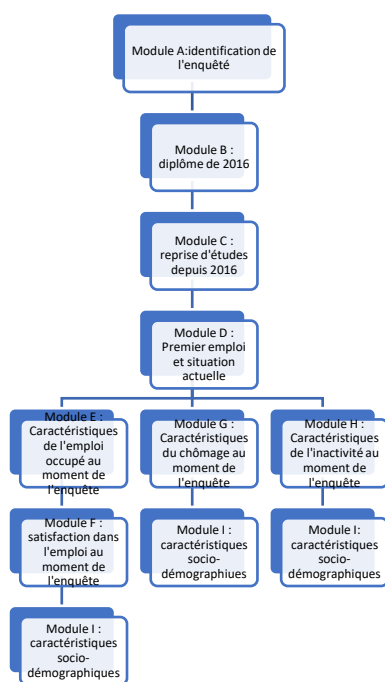 Module A:identification de
l'enquêté
Module B :
diplôme de 2016
Module C :
reprise d'études
depuis 2016
Module D :
Premier emploi
et situation
actuelle
Module E :
Caractéristiques
de l'emploi
occupé au
moment de
l'enquête
Module G :
Caractéristiques
du chômage au
moment de
l'enquête
Module H :
Caractéristiques
de l'inactivité au
moment de
l'enquête
Module F :
satisfaction dans
l'emploi au
moment de
l'enquête
Module I :
caractéristiques
socio-
démographiues
Module I:
caractéristiques
socio-
démographiques
Module I :
caractéristiques
socio-
démographiques